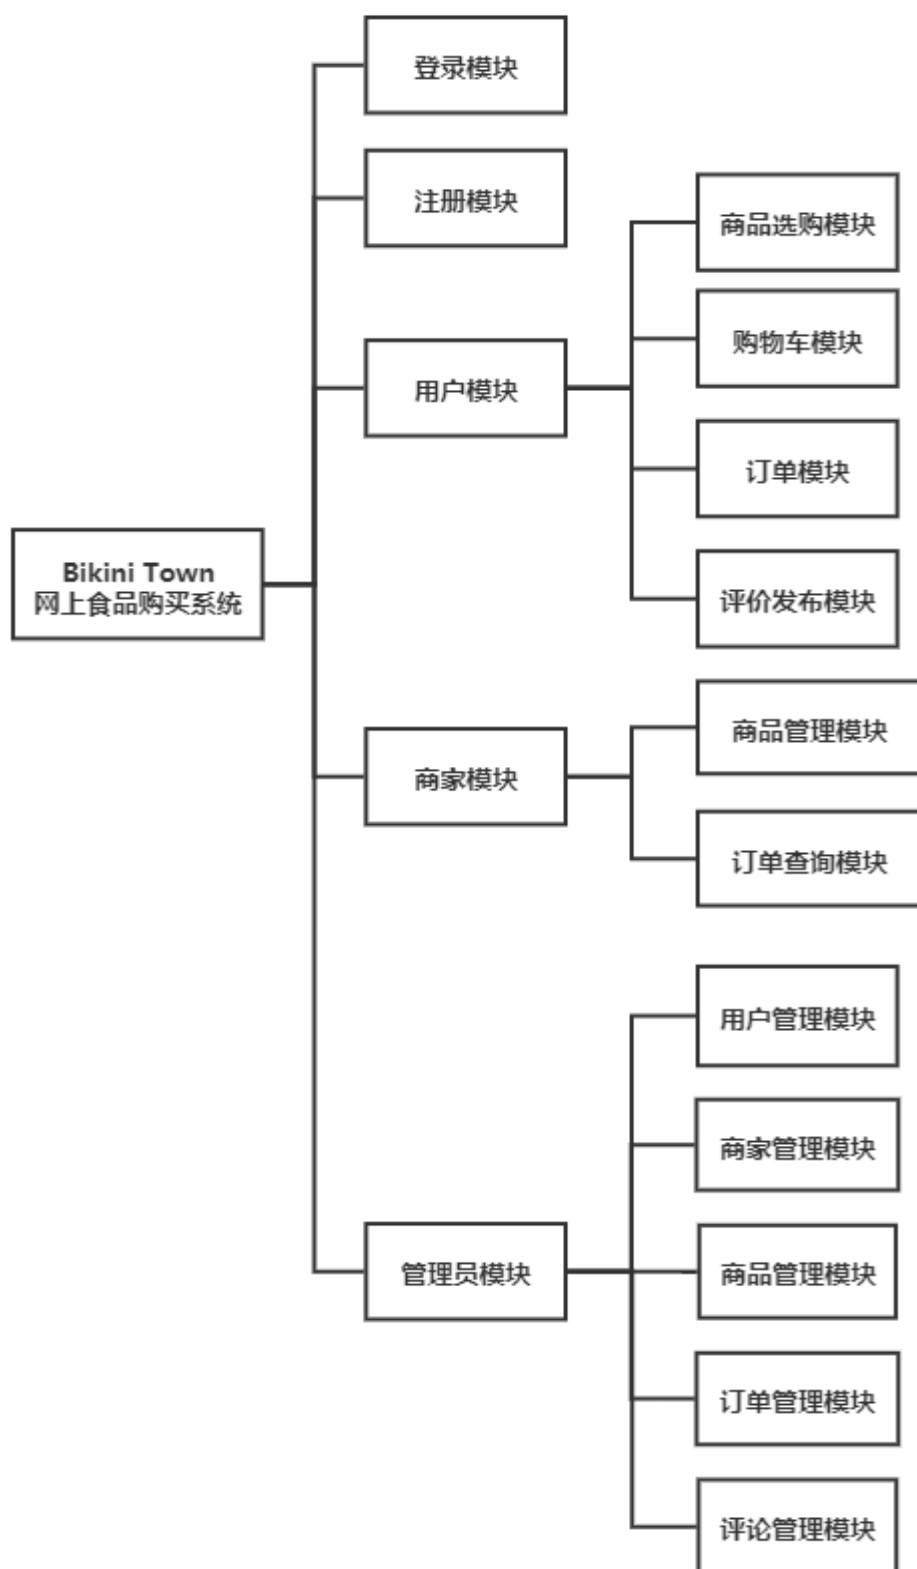 Bikini Town
网上食品购买系统
登录模块
注册模块
用户模块
商品选购模块
购物车模块
订单模块
评价发布模块
商家模块
商品管理模块
订单查询模块
管理员模块
用户管理模块
商家管理模块
商品管理模块
订单管理模块
评论管理模块